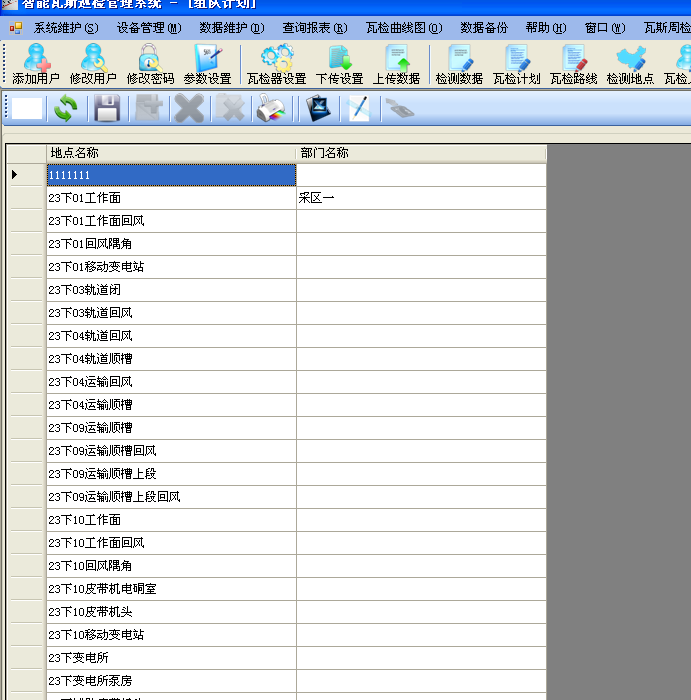 智能瓦斯巡检管理系统 - [组队计划]
系统维护(S) 设备管理(M) 数据维护(D) 查询报表(R) 瓦检曲线图(Q) 数据备份 帮助(H) 窗口(W) 瓦斯周检
添加用户 修改用户 修改密码 参数设置 瓦检器设置 下传设置 上传数据 检测数据 瓦检计划 瓦检路线 检测地点 瓦检
地点名称 部门名称
1111111
23下01工作面 采区一
23下01工作面回风
23下01回风隅角
23下01移动变电站
23下03轨道闭
23下03轨道回风
23下04轨道回风
23下04轨道顺槽
23下04运输回风
23下04运输顺槽
23下09运输顺槽
23下09运输顺槽回风
23下09运输顺槽上段
23下09运输顺槽上段回风
23下10工作面
23下10工作面回风
23下10回风隅角
23下10皮带机电硐室
23下10皮带机头
23下10移动变电站
23下变电所
23下变电所泵房